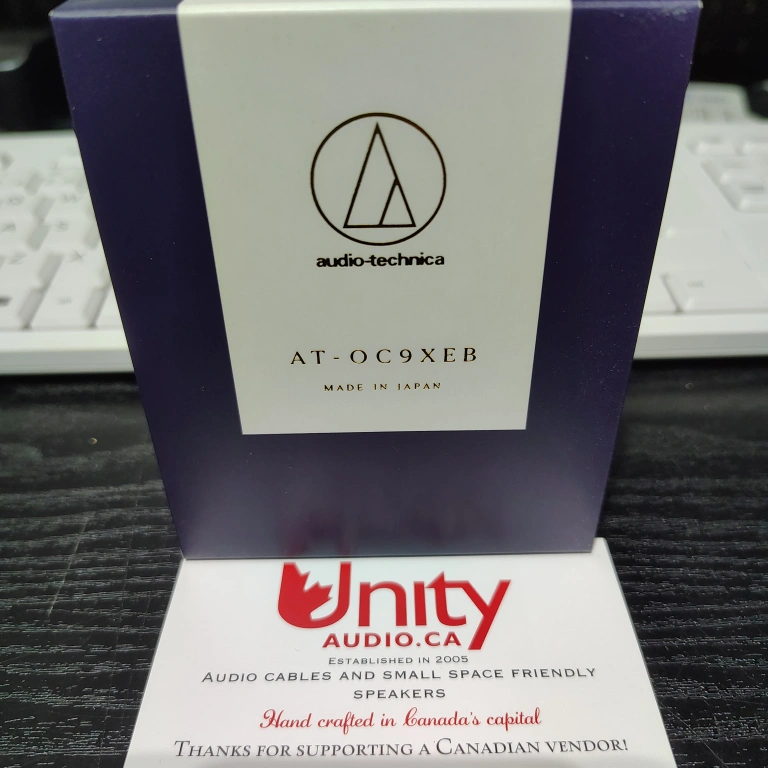 audio-technica
AT-OC9XEB
MADE IN JAPAN
Unity
AUDIO.CA
ESTABLISHED IN 2005
AUDIO CABLES AND SMALL SPACE FRIENDLY
SPEAKERS
Hand crafted in Canada's capital
THANKS FOR SUPPORTING A CANADIAN VENDOR!